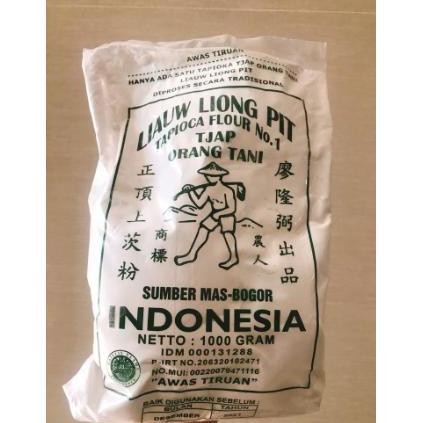 AWAS TIRUAN
HANYA ADA SATU TAPIOKA TJAP ORANG TANI
LIAUW LIONG PIT
DIPROSES SECARA TRADISIONAL
LIAUW LIONG PIT
TAPIOCA FLOUR No.1
TJAP
ORANG TANI
正頂上茨粉
商標
農人
廖隆弼出品
SUMBER MAS-BOGOR
INDONESIA
NETTO : 1000 GRAM
IDM 000131288
P-IRT NO.206320102471
NO.MUI: 00220079471116
"AWAS TIRUAN"
BAIK DIGUNAKAN SEBELUM :
BULAN TAHUN
DESEMBER